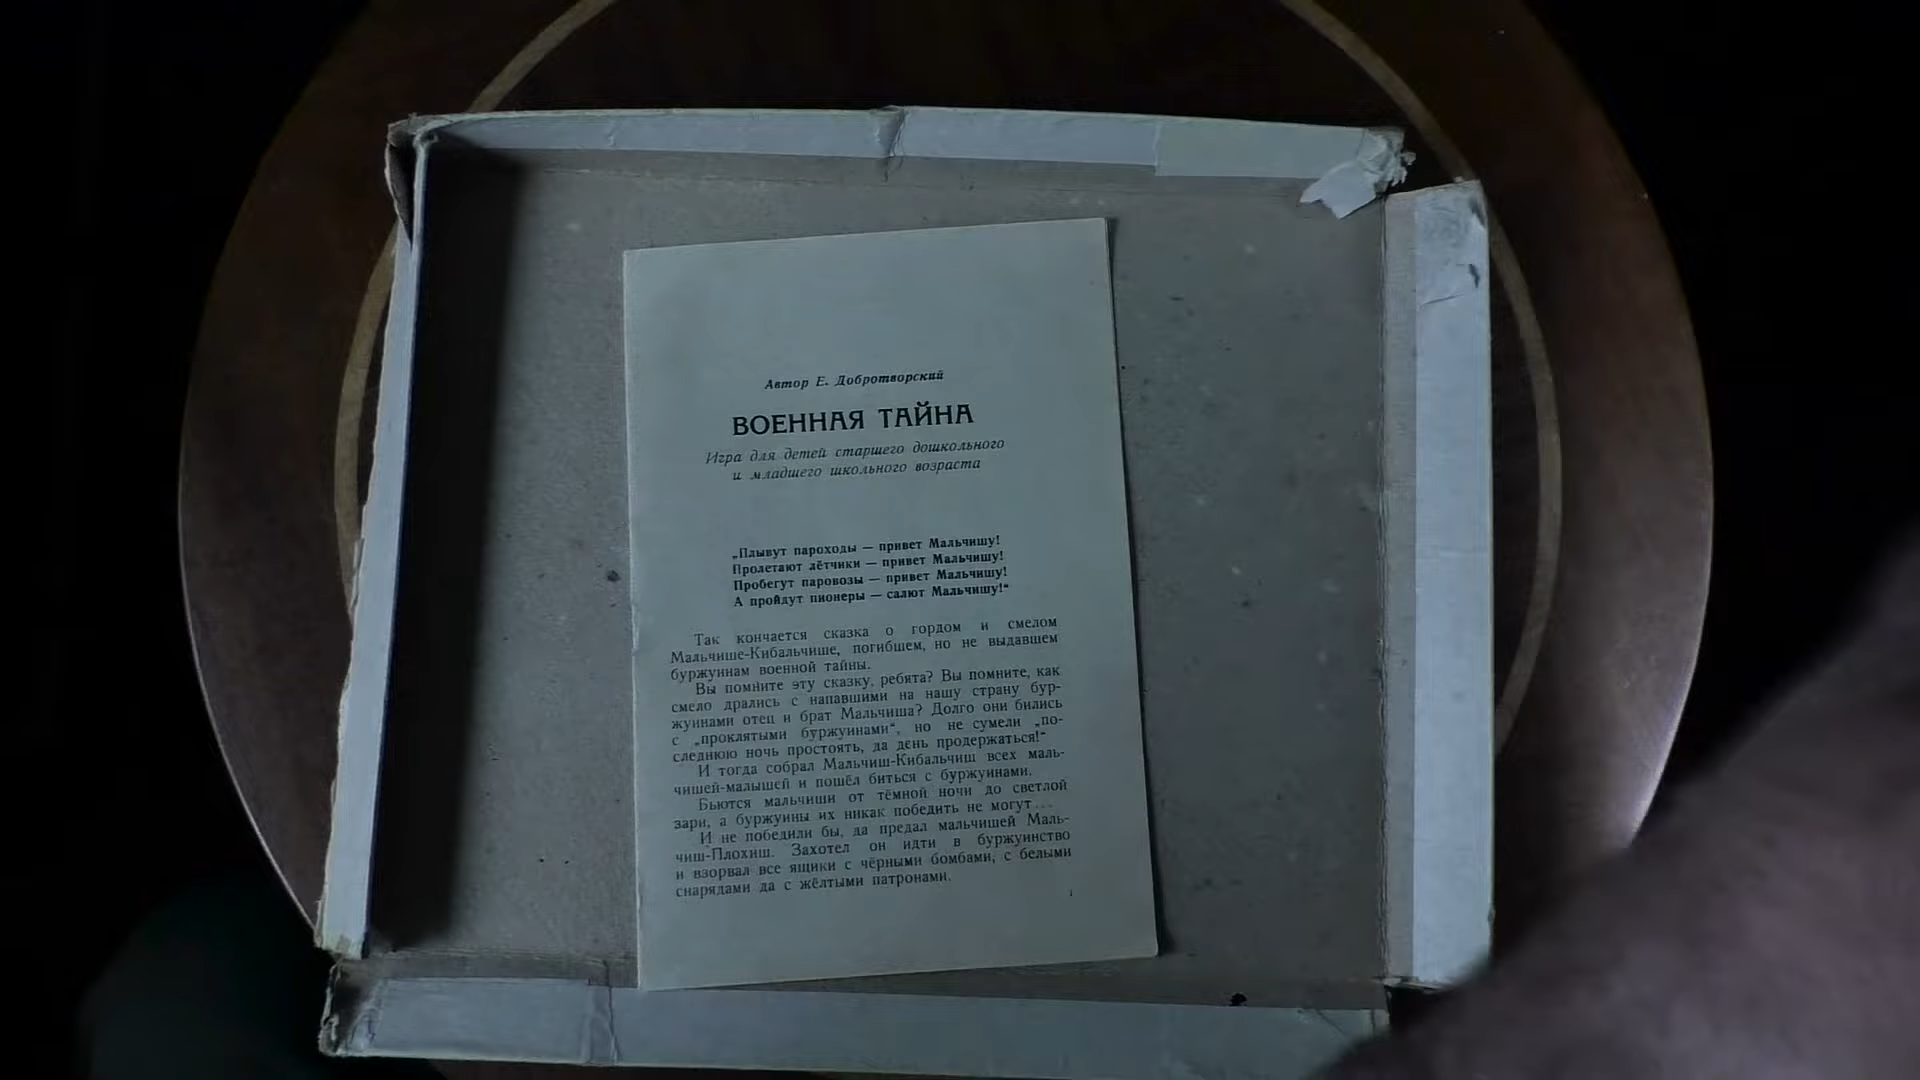 Автор Е. Добротворский
ВОЕННАЯ ТАЙНА
Игра для детей старшего дошкольного
и младшего школьного возраста
„Плывут пароходы — привет Мальчишу!
Пролетают лётчики — привет Мальчишу!
Пробегут паровозы — привет Мальчишу!
А пройдут пионеры — салют Мальчишу!“
Так кончается сказка о гордом и смелом
Мальчише-Кибальчише, погибшем, но не выдавшем
буржуинам военной тайны.
Вы помните эту сказку, ребята? Вы помните, как
смело дрались с напавшими на нашу страну бур-
жуинами отец и брат Мальчиша? Долго они бились
с „проклятыми буржуинами“, но не сумели „по-
следнюю ночь простоять, да день продержаться!“
И тогда собрал Мальчиш-Кибальчиш всех маль-
чишей-малышей и пошёл биться с буржуинами.
Бьются мальчиши от тёмной ночи до светлой
зари, а буржуины их никак победить не могут...
И не победили бы, да предал мальчишей Маль-
чиш-Плохиш. Захотел он идти в буржуинство
и взорвал все ящики с чёрными бомбами, с белыми
снарядами да с жёлтыми патронами.
1